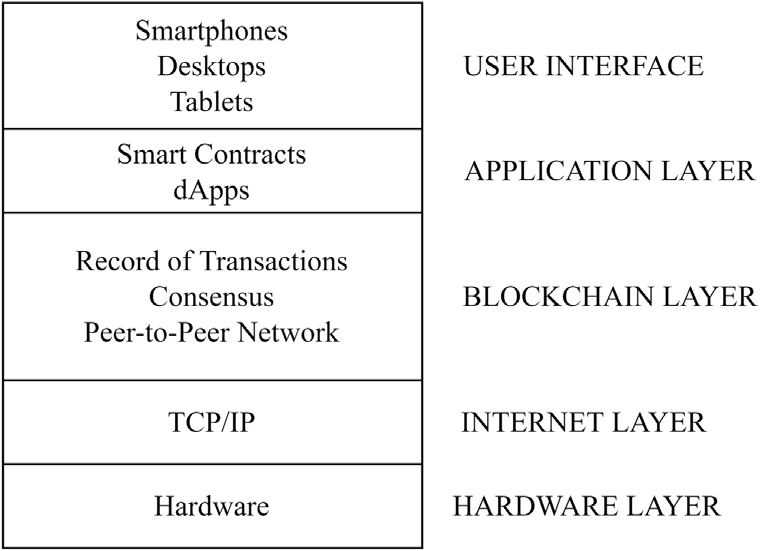 Smartphones
Desktops
Tablets
USER INTERFACE
Smart Contracts
dApps
APPLICATION LAYER
Record of Transactions
Consensus
Peer-to-Peer Network
BLOCKCHAIN LAYER
TCP/IP
INTERNET LAYER
Hardware
HARDWARE LAYER